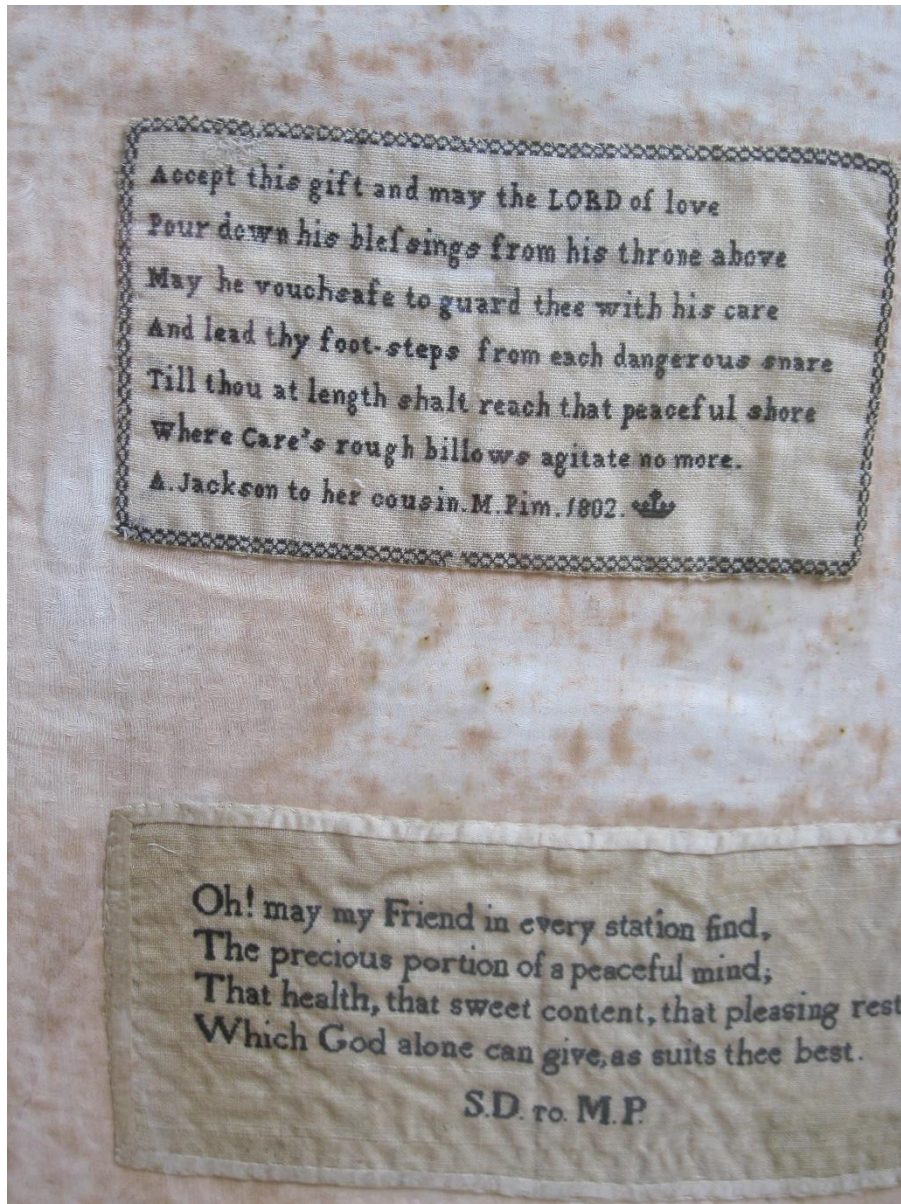 Accept this gift and may the LORD of love
Pour down his bleſsings from his throne above
May he vouchsafe to guard thee with his care
And lead thy foot-steps from each dangerous snare
Till thou at length shalt reach that peaceful shore
Where Care's rough billows agitate no more.
A.Jackson to her cousin.M.Pim.1802.
Oh! may my Friend in every station find,
The precious portion of a peaceful mind;
That health, that sweet content, that pleasing rest
Which God alone can give, as suits thee best.
S.D. to. M.P.